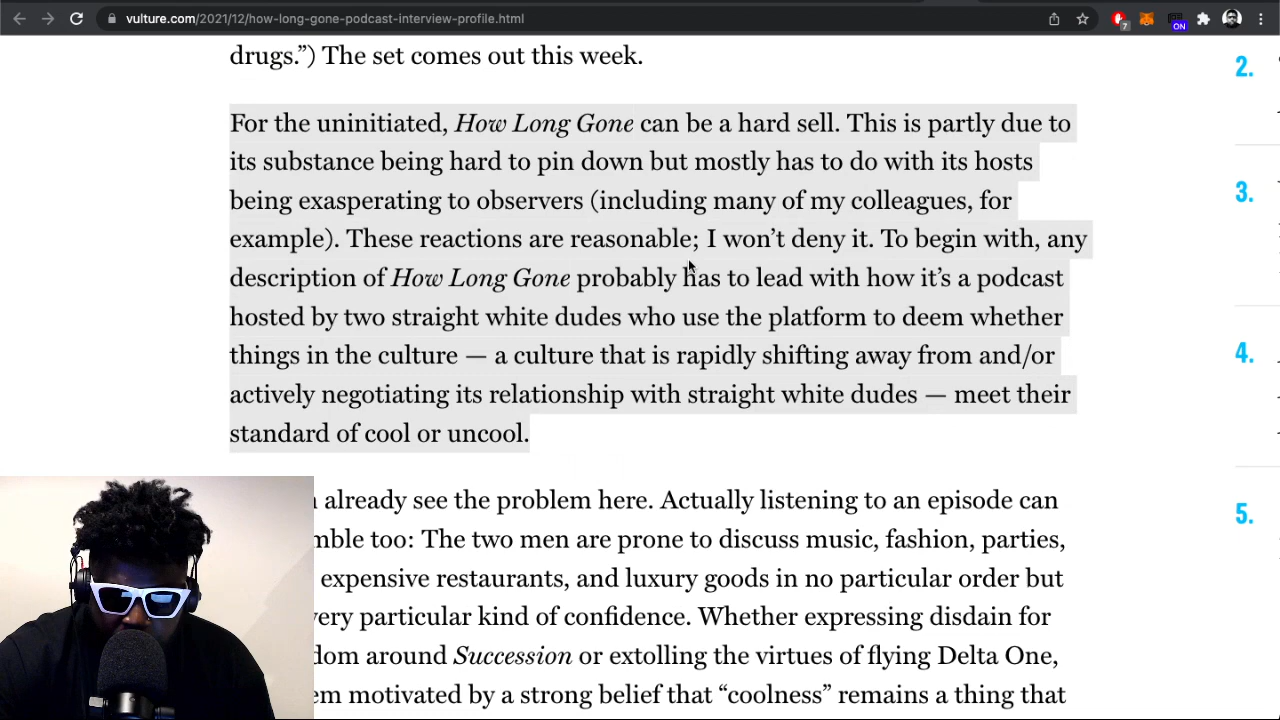 vulture.com/2021/12/how-long-gone-podcast-interview-profile.html
7
ON
drugs.”) The set comes out this week.
For the uninitiated, How Long Gone can be a hard sell. This is partly due to
its substance being hard to pin down but mostly has to do with its hosts
being exasperating to observers (including many of my colleagues, for
example). These reactions are reasonable; I won’t deny it. To begin with, any
description of How Long Gone probably has to lead with how it’s a podcast
hosted by two straight white dudes who use the platform to deem whether
things in the culture — a culture that is rapidly shifting away from and/or
actively negotiating its relationship with straight white dudes — meet their
standard of cool or uncool.
already see the problem here. Actually listening to an episode can
mble too: The two men are prone to discuss music, fashion, parties,
expensive restaurants, and luxury goods in no particular order but
very particular kind of confidence. Whether expressing disdain for
dom around Succession or extolling the virtues of flying Delta One,
em motivated by a strong belief that “coolness” remains a thing that
2.
3.
4.
5.